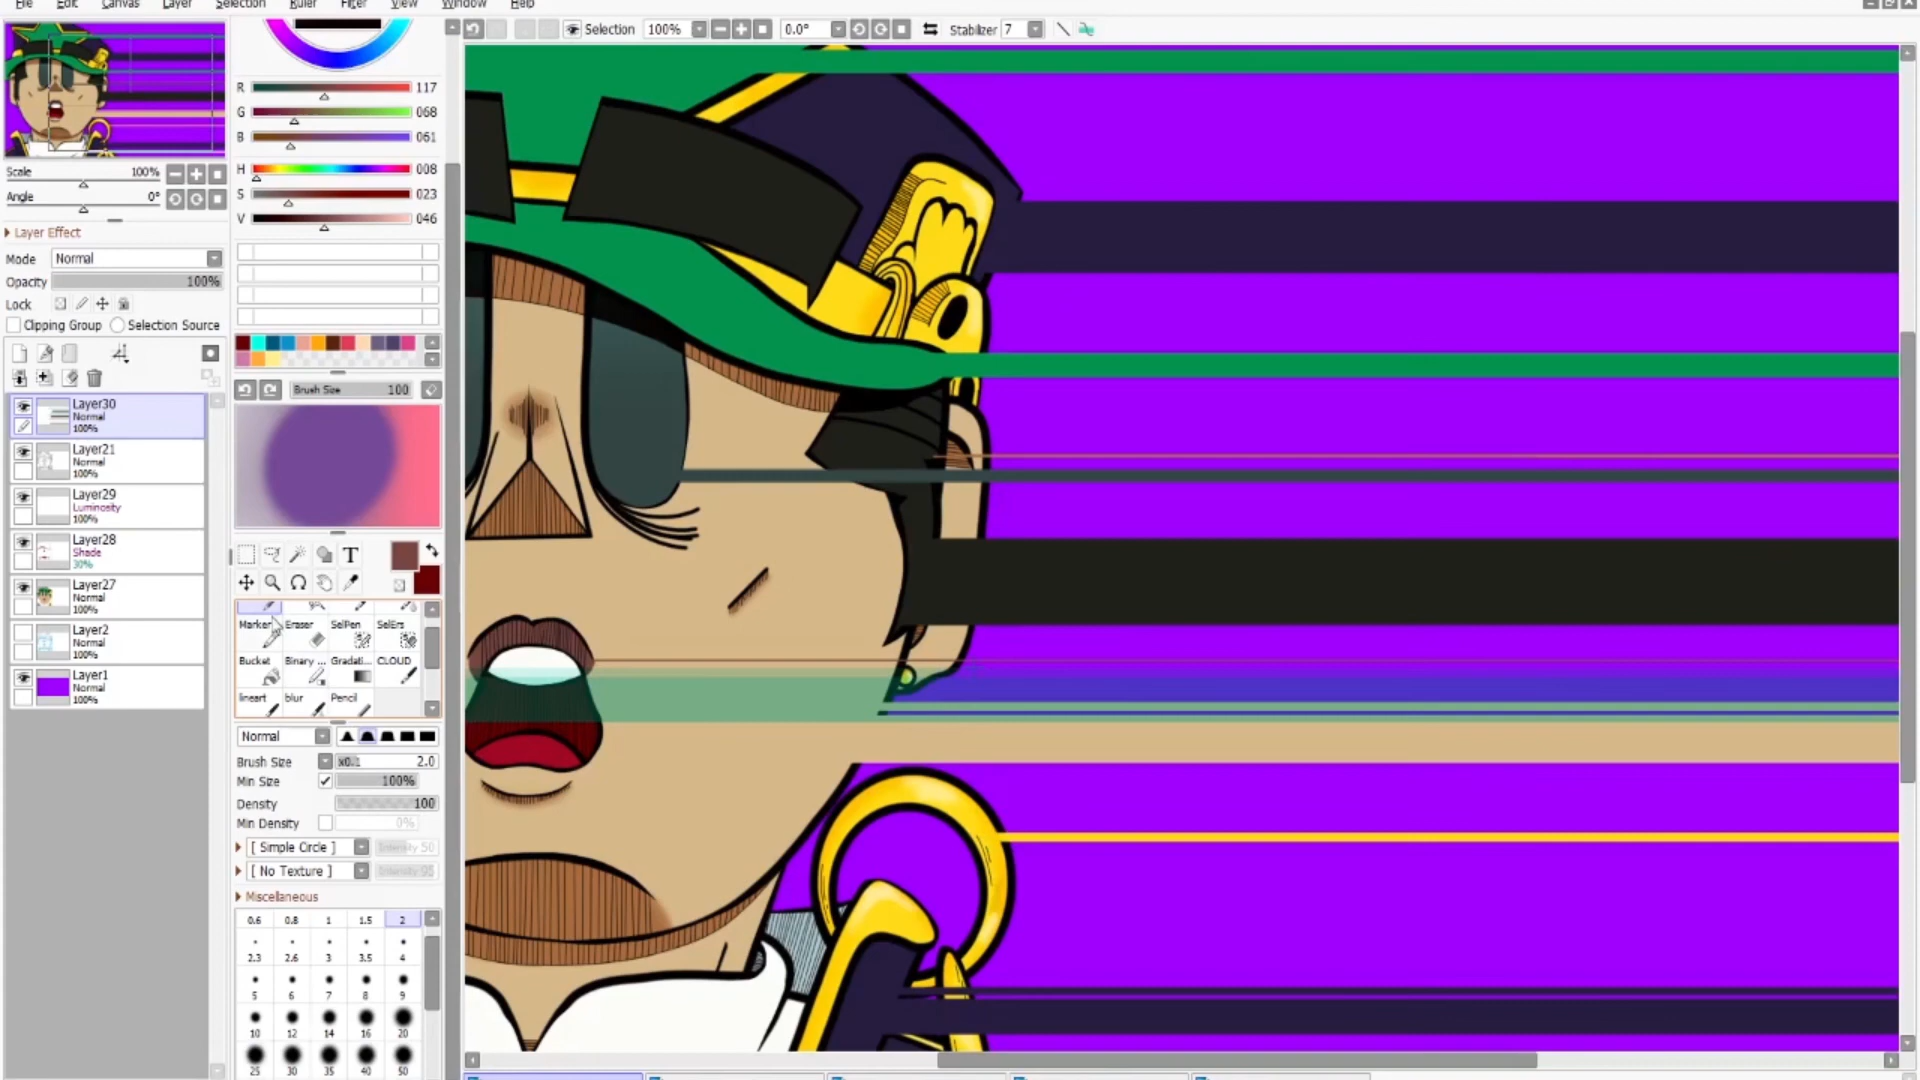 File Edit Canvas Layer Selection Ruler Filter View Window Help
Selection 100% 0.0° Stabilizer 7
R 117
G 068
B 061
H 008
S 023
V 046
Scale 100%
Angle 0°
Layer Effect
Mode Normal
Opacity 100%
Lock
Clipping Group Selection Source
Layer30
Normal
100%
Layer21
Normal
100%
Layer29
Luminosity
100%
Layer28
Shade
30%
Layer27
Normal
100%
Layer2
Normal
100%
Layer1
Normal
100%
Brush Size 100
T
Marker Eraser SelPen SelErs
Bucket Binary ... Gradati... CLOUD
lineart blur Pencil
Normal
Brush Size x0.1 2.0
Min Size 100%
Density 100
Min Density 0%
[ Simple Circle ] Intensity 50
[ No Texture ] Intensity 95
Miscellaneous
0.6 0.8 1 1.5 2
2.3 2.6 3 3.5 4
5 6 7 8 9
10 12 14 16 20
25 30 35 40 50